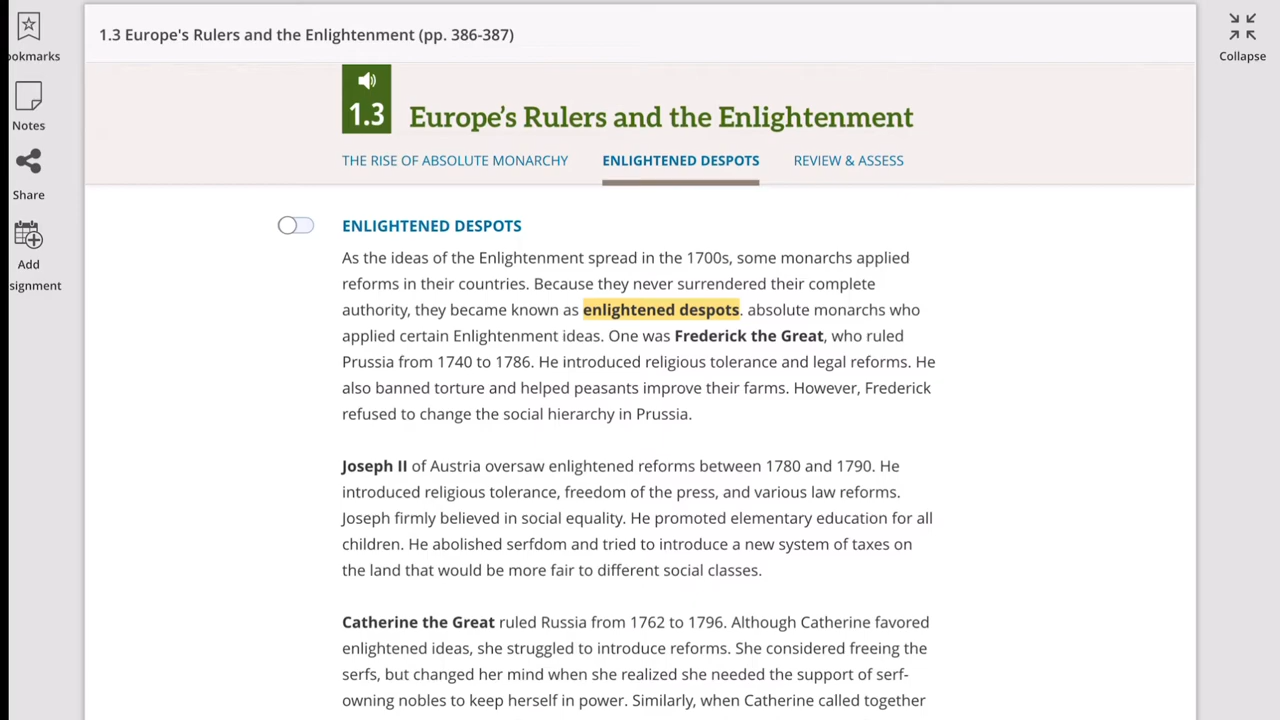 1.3 Europe's Rulers and the Enlightenment (pp. 386-387)
ookmarks
Notes
Share
Add
signment
Collapse
1.3
Europe's Rulers and the Enlightenment
THE RISE OF ABSOLUTE MONARCHY ENLIGHTENED DESPOTS REVIEW & ASSESS
ENLIGHTENED DESPOTS
As the ideas of the Enlightenment spread in the 1700s, some monarchs applied
reforms in their countries. Because they never surrendered their complete
authority, they became known as enlightened despots. absolute monarchs who
applied certain Enlightenment ideas. One was Frederick the Great, who ruled
Prussia from 1740 to 1786. He introduced religious tolerance and legal reforms. He
also banned torture and helped peasants improve their farms. However, Frederick
refused to change the social hierarchy in Prussia.
Joseph II of Austria oversaw enlightened reforms between 1780 and 1790. He
introduced religious tolerance, freedom of the press, and various law reforms.
Joseph firmly believed in social equality. He promoted elementary education for all
children. He abolished serfdom and tried to introduce a new system of taxes on
the land that would be more fair to different social classes.
Catherine the Great ruled Russia from 1762 to 1796. Although Catherine favored
enlightened ideas, she struggled to introduce reforms. She considered freeing the
serfs, but changed her mind when she realized she needed the support of serf-
owning nobles to keep herself in power. Similarly, when Catherine called together